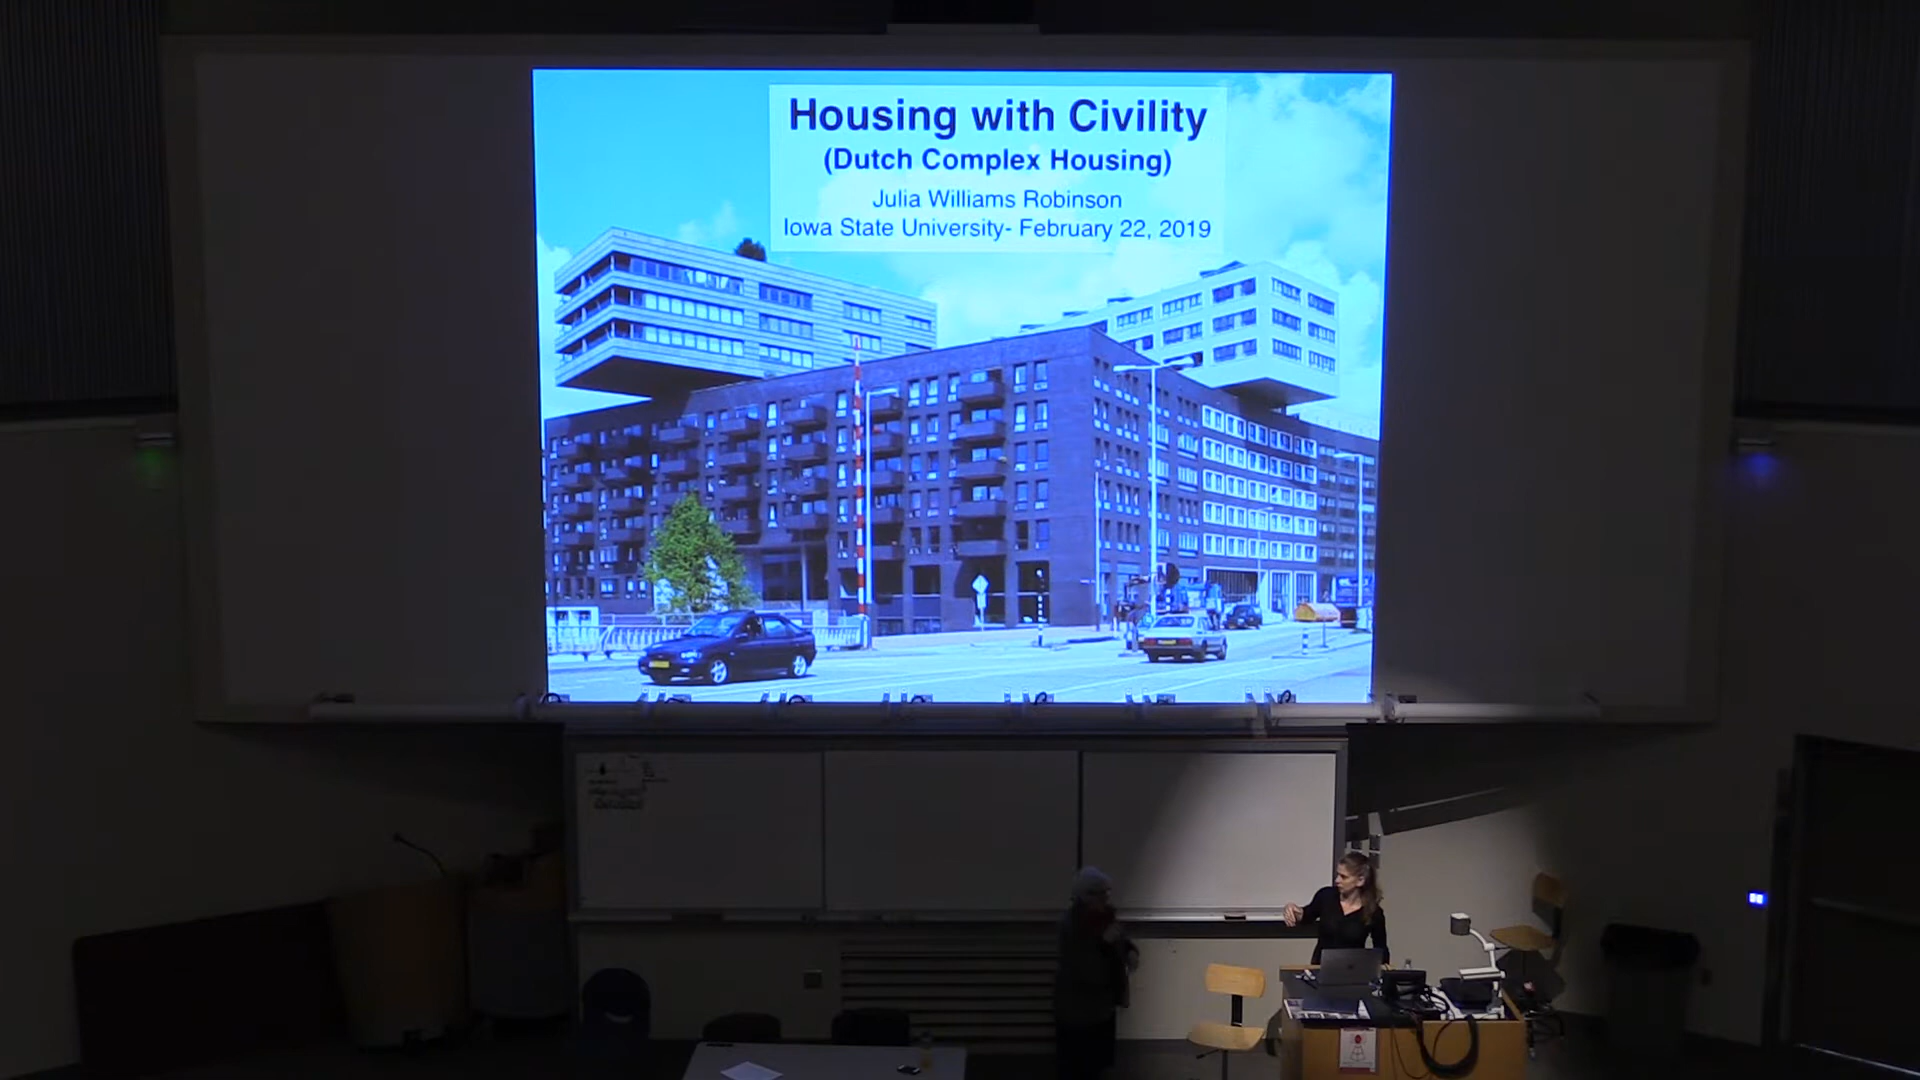 Housing with Civility
(Dutch Complex Housing)
Julia Williams Robinson
Iowa State University- February 22, 2019